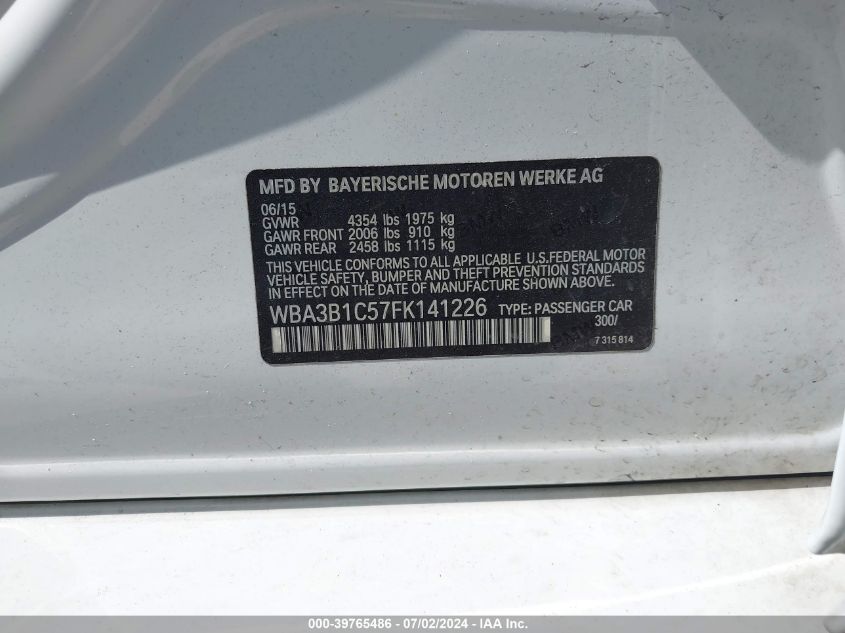 MFD BY BAYERISCHE MOTOREN WERKE AG
06/15
GVWR 4354 lbs 1975 kg
GAWR FRONT 2006 lbs 910 kg
GAWR REAR 2458 lbs 1115 kg
THIS VEHICLE CONFORMS TO ALL APPLICABLE U.S.FEDERAL MOTOR
VEHICLE SAFETY, BUMPER AND THEFT PREVENTION STANDARDS
IN EFFECT ON THE DATE OF MANUFACTURE SHOWN ABOVE.
WBA3B1C57FK141226 TYPE: PASSENGER CAR
300/
7 315 814
000-39765486 - 07/02/2024 - IAA Inc.